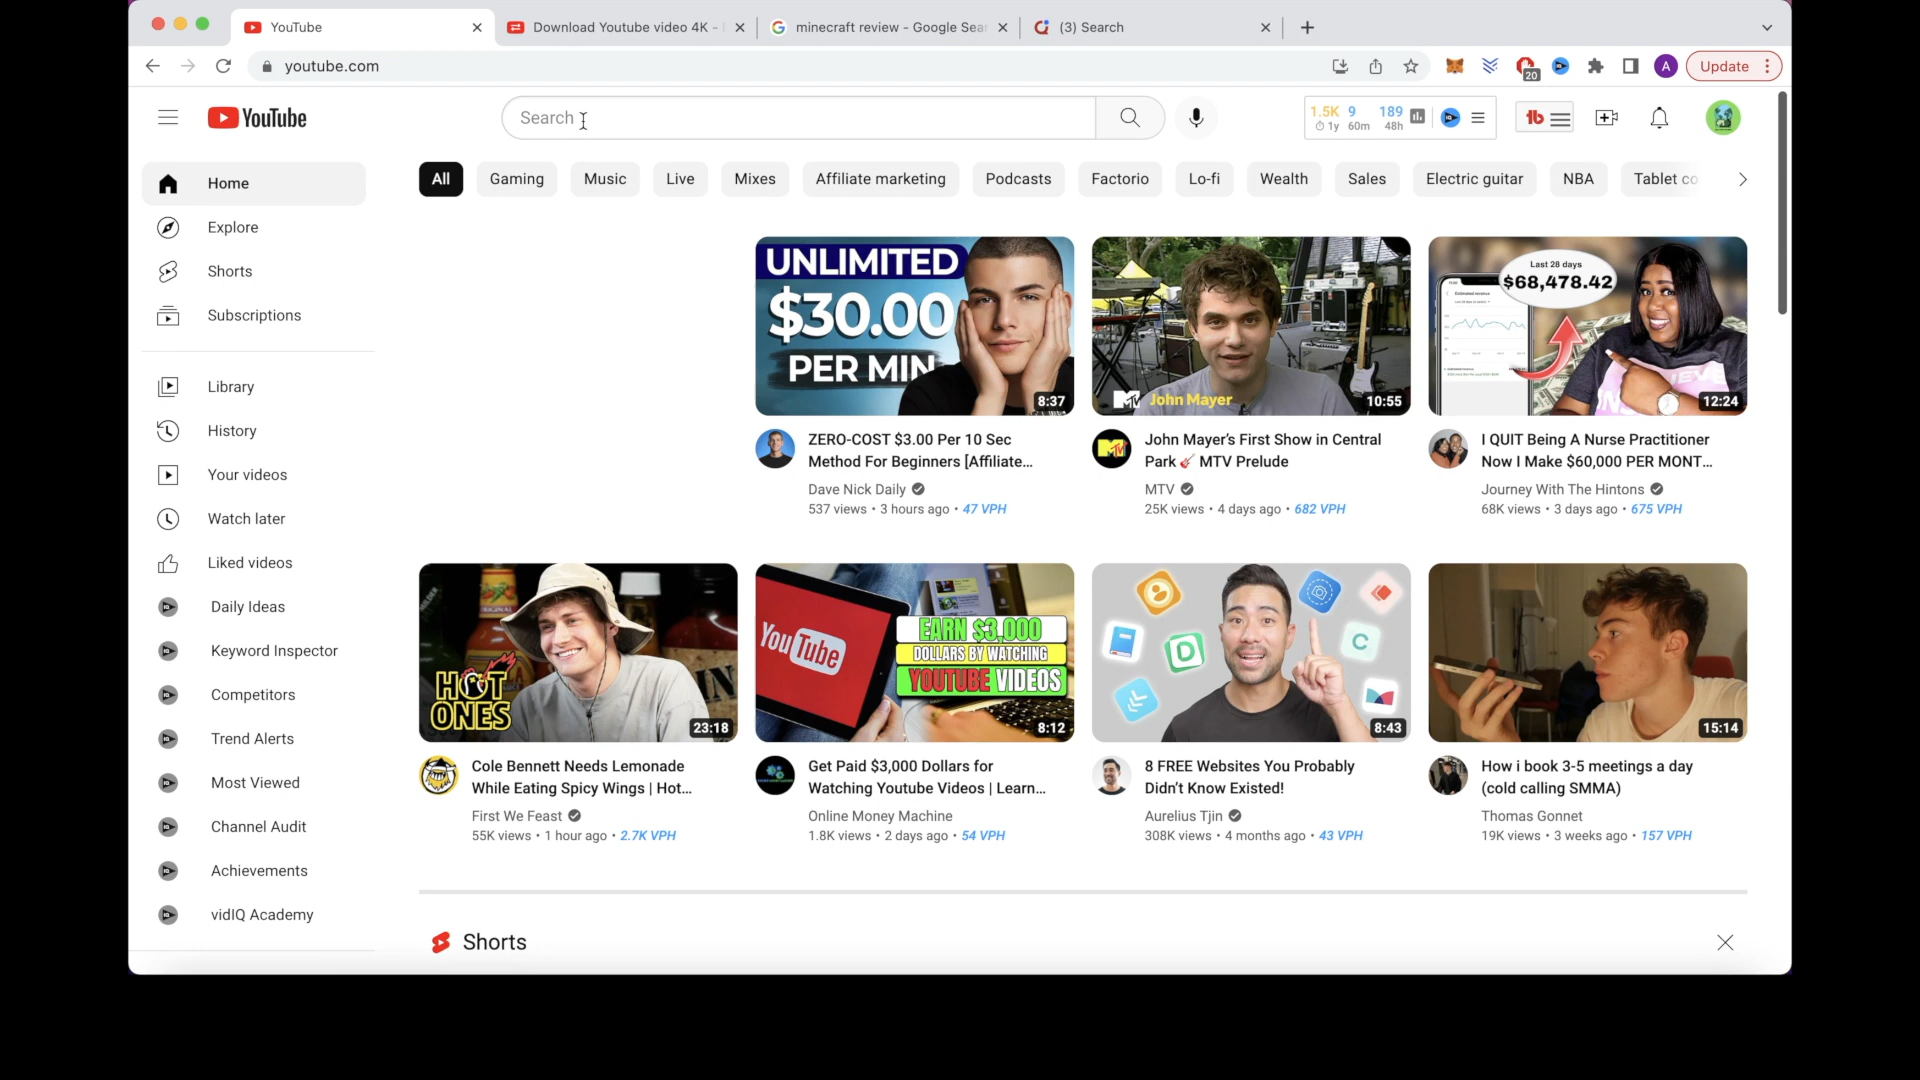 YouTube
Download Youtube video 4K -
minecraft review - Google Sea
(3) Search
youtube.com
20
A
Update
YouTube
Search
1.5K 9 189
1y 60m 48h
tb
Home
Explore
Shorts
Subscriptions
Library
History
Your videos
Watch later
Liked videos
Daily Ideas
Keyword Inspector
Competitors
Trend Alerts
Most Viewed
Channel Audit
Achievements
vidIQ Academy
All Gaming Music Live Mixes Affiliate marketing Podcasts Factorio Lo-fi Wealth Sales Electric guitar NBA Tablet co
UNLIMITED
$30.00
PER MIN
8:37
ZERO-COST $3.00 Per 10 Sec
Method For Beginners [Affiliate...
Dave Nick Daily
537 views • 3 hours ago • 47 VPH
MTV John Mayer
10:55
John Mayer's First Show in Central
Park 🎸 MTV Prelude
MTV
25K views • 4 days ago • 682 VPH
Last 28 days
$68,478.42
12:24
I QUIT Being A Nurse Practitioner
Now I Make $60,000 PER MONT...
Journey With The Hintons
68K views • 3 days ago • 675 VPH
HOT
ONES
23:18
Cole Bennett Needs Lemonade
While Eating Spicy Wings | Hot...
First We Feast
55K views • 1 hour ago • 2.7K VPH
YouTube
EARN $3,000
DOLLARS BY WATCHING
YOUTUBE VIDEOS
8:12
Get Paid $3,000 Dollars for
Watching Youtube Videos | Learn...
Online Money Machine
1.8K views • 2 days ago • 54 VPH
D
C
8:43
8 FREE Websites You Probably
Didn't Know Existed!
Aurelius Tjin
308K views • 4 months ago • 43 VPH
15:14
How i book 3-5 meetings a day
(cold calling SMMA)
Thomas Gonnet
19K views • 3 weeks ago • 157 VPH
Shorts